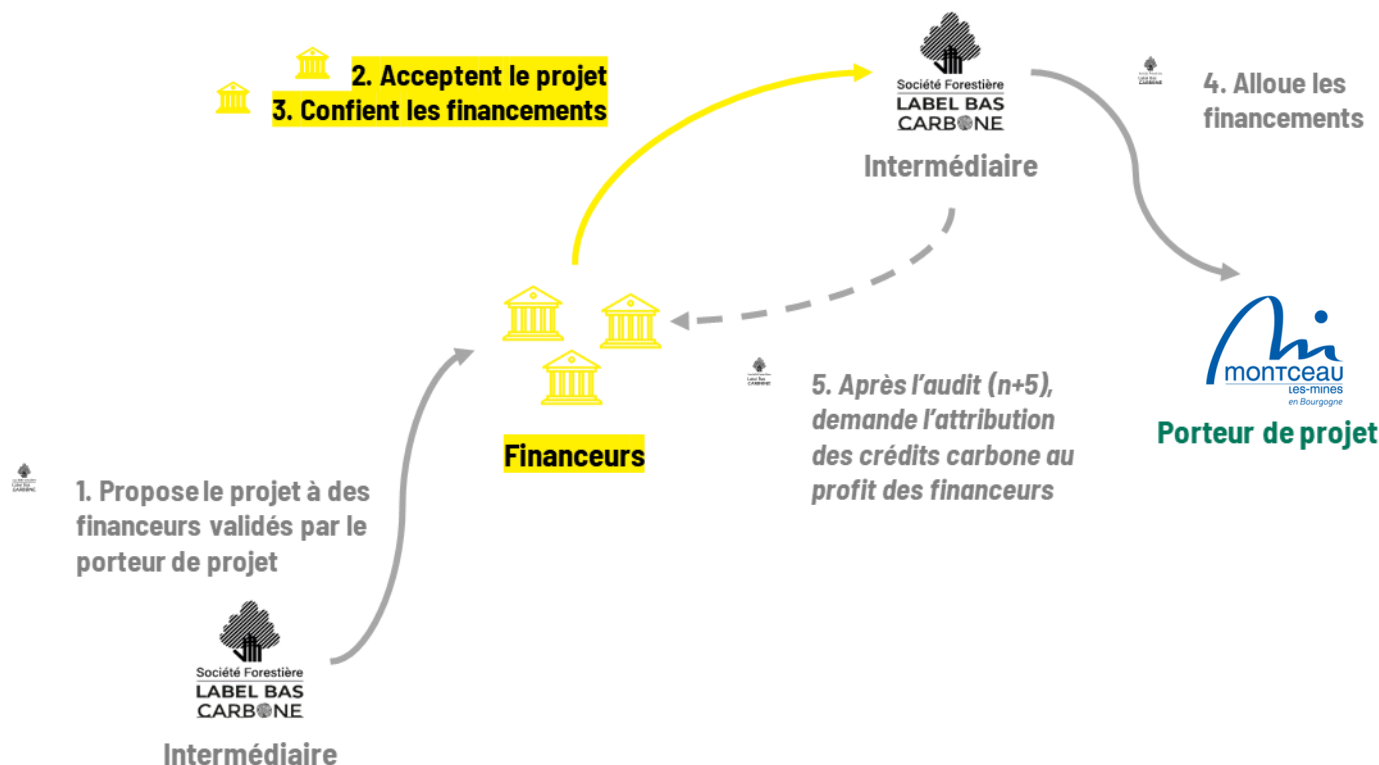 2. Acceptent le projet
3. Confient les financements
Société Forestière
LABEL BAS
CARBONE
Intermédiaire
4. Alloue les
financements
MONTCEAU
Les-mines
en Bourgogne
Porteur de projet
Financeurs
5. Après l’audit (n+5),
demande l’attribution
des crédits carbone au
profit des financeurs
1. Propose le projet à des
financeurs validés par le
porteur de projet
Société Forestière
LABEL BAS
CARBONE
Intermédiaire